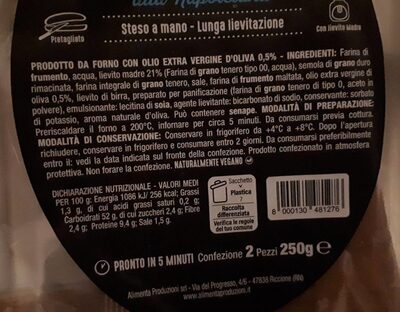 alla Napoletana
Pretagliato
Steso a mano - Lunga lievitazione
Con lievito Madre
PRODOTTO DA FORNO CON OLIO EXTRA VERGINE D'OLIVA 0,5% - INGREDIENTI: Farina di
frumento, acqua, lievito madre 21% (Farina di grano tenero tipo 00, acqua), semola di grano duro
rimacinata, farina integrale di grano tenero, sale, farina di frumento maltata, olio extra vergine di
oliva 0,5%, lievito di birra, preparato per panificazione (farina di grano tenero di tipo 0, aceto in
polvere), emulsionante: lecitina di soia, agente lievitante: bicarbonato di sodio, conservante: sorbato
di potassio, aroma naturale d'oliva. Può contenere senape. MODALITÀ DI PREPARAZIONE:
Preriscaldare il forno a 200°C, infornare per circa 5 minuti. Da consumarsi previa cottura.
MODALITÀ DI CONSERVAZIONE: Conservare in frigorifero da +4°C a +8°C. Dopo l'apertura
richiudere, conservare in frigorifero e consumare entro 2 giorni. Da consumarsi preferibilmente
entro il: vedi la data indicata sul fronte della confezione. Prodotto confezionato in atmosfera
protettiva. Non forare la confezione. NATURALMENTE VEGANO
DICHIARAZIONE NUTRIZIONALE - VALORI MEDI
PER 100 g: Energia 1086 kJ/ 256 kcal; Grassi
1,3 g, di cui acidi grassi saturi 0,2 g;
Carboidrati 52 g, di cui zuccheri 2,4 g; Fibre
2,4 g; Proteine 9,4 g; Sale 1,5 g.
Sacchetto
Plastica
7
Raccolta
differenziata
Verifica le regole
del tuo comune
8 000130 481276
PRONTO IN 5 MINUTI Confezione 2 Pezzi 250g e
Alimenta Produzioni srl - Via del Progresso, 4/6 - 47838 Riccione (RN)
www.alimentaproduzioni.it